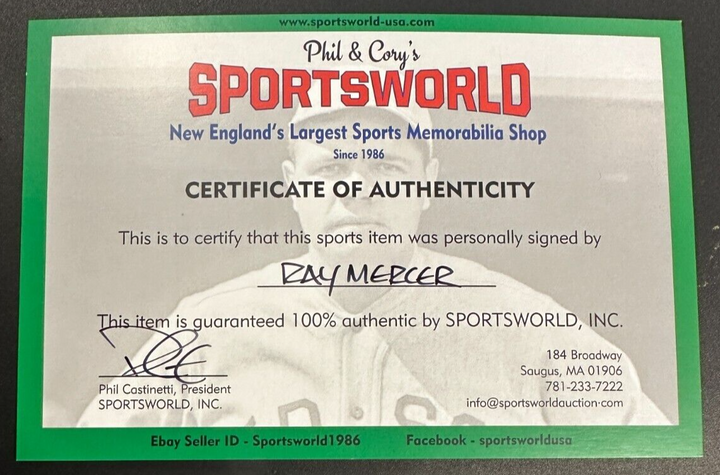 www.sportsworld-usa.com
Phil & Cory's
SPORTSWORLD
New England's Largest Sports Memorabilia Shop
Since 1986
CERTIFICATE OF AUTHENTICITY
This is to certify that this sports item was personally signed by
RAY MERCER
This item is guaranteed 100% authentic by SPORTSWORLD, INC.
Phil Castinetti, President
SPORTSWORLD, INC.
184 Broadway
Saugus, MA 01906
781-233-7222
info@sportsworldauction.com
Ebay Seller ID - Sportsworld1986 Facebook - sportsworldusa